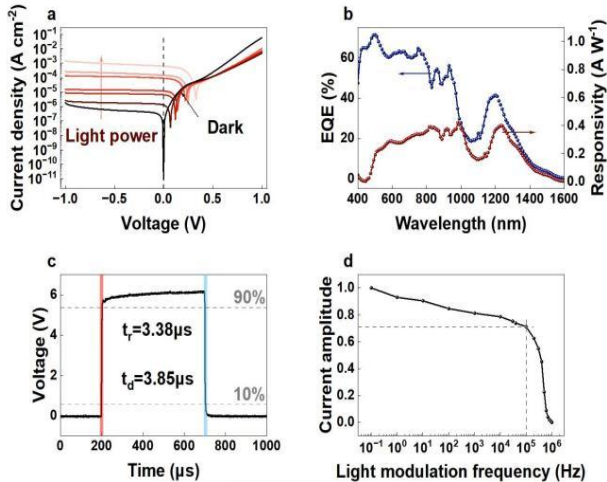 a
Current density (A cm⁻²)
10⁻¹
10⁻²
10⁻³
10⁻⁴
10⁻⁵
10⁻⁶
10⁻⁷
10⁻⁸
10⁻⁹
10⁻¹⁰
10⁻¹¹
Light power
Dark
−1.0 −0.5 0.0 0.5 1.0
Voltage (V)
b
EQE (%)
60
40
20
0
1.0
0.8
0.6
0.4
0.2
0.0
Responsivity (A W⁻¹)
400 600 800 1000 1200 1400 1600
Wavelength (nm)
c
Voltage (V)
6
4
2
0
90%
tᵣ=3.38µs
t_d=3.85µs
10%
0 200 400 600 800 1000
Time (µs)
d
Current amplitude
1.0
0.8
0.6
0.4
0.2
0.0
10⁻¹ 10⁰ 10¹ 10² 10³ 10⁴ 10⁵ 10⁶
Light modulation frequency (Hz)